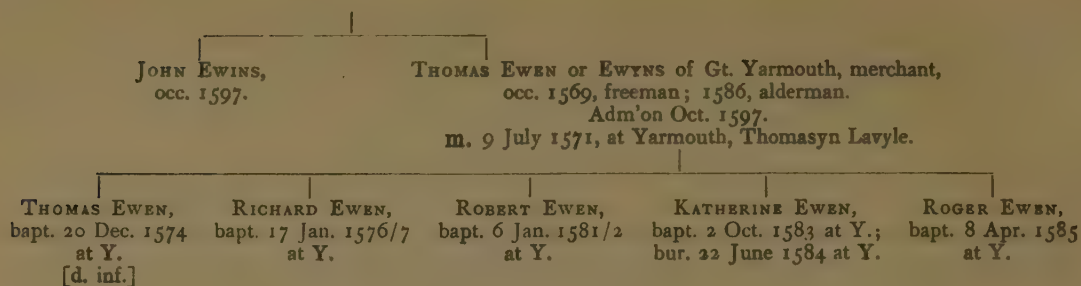 JOHN EWINS,
occ. 1597.
THOMAS EWEN or EWYNS of Gt. Yarmouth, merchant,
occ. 1569, freeman; 1586, alderman.
Adm'on Oct. 1597.
m. 9 July 1571, at Yarmouth, Thomasyn Lavyle.
THOMAS EWEN,
bapt. 20 Dec. 1574
at Y.
[d. inf.]
RICHARD EWEN,
bapt. 17 Jan. 1576/7
at Y.
ROBERT EWEN,
bapt. 6 Jan. 1581/2
at Y.
KATHERINE EWEN,
bapt. 2 Oct. 1583 at Y.;
bur. 22 June 1584 at Y.
ROGER EWEN,
bapt. 8 Apr. 1585
at Y.